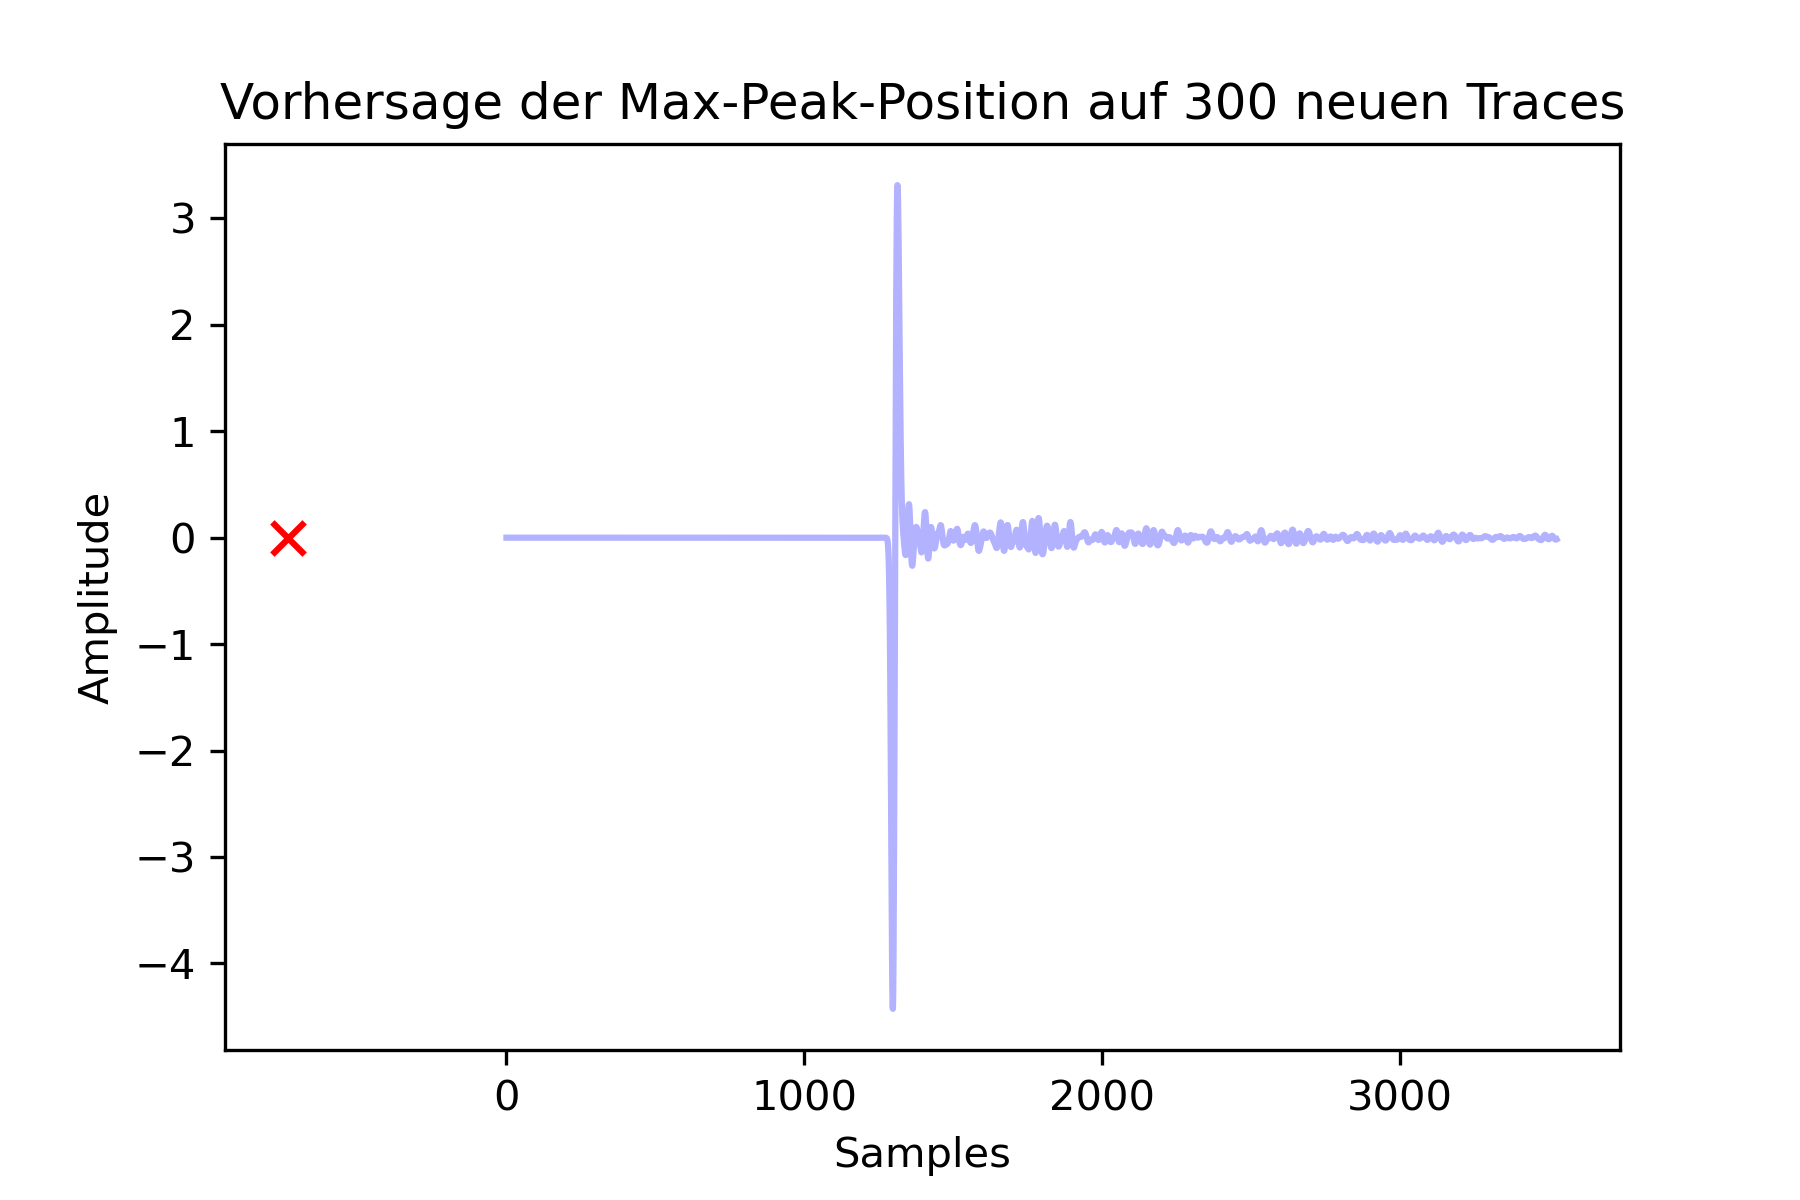 Vorhersage der Max-Peak-Position auf 300 neuen Traces
3
2
1
0
−1
−2
−3
−4
Amplitude
0 1000 2000 3000
Samples